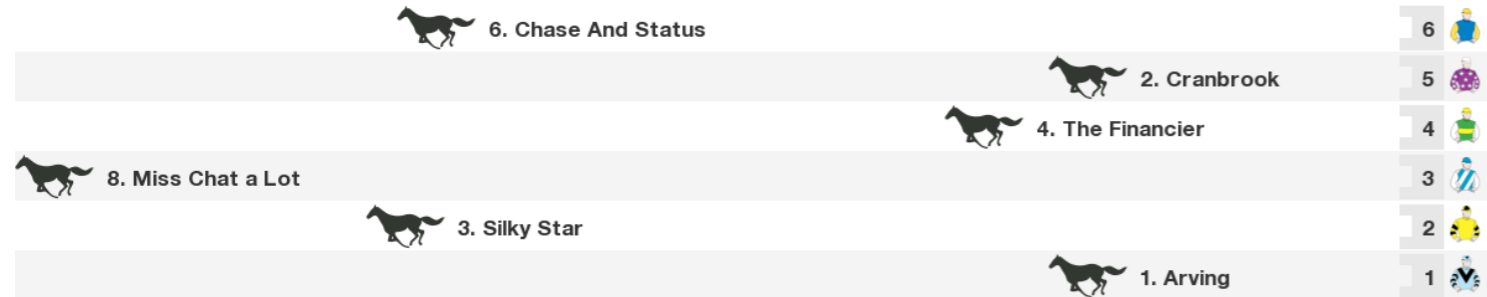 6. Chase And Status 6
2. Cranbrook 5
4. The Financier 4
8. Miss Chat a Lot 3
3. Silky Star 2
1. Arving 1